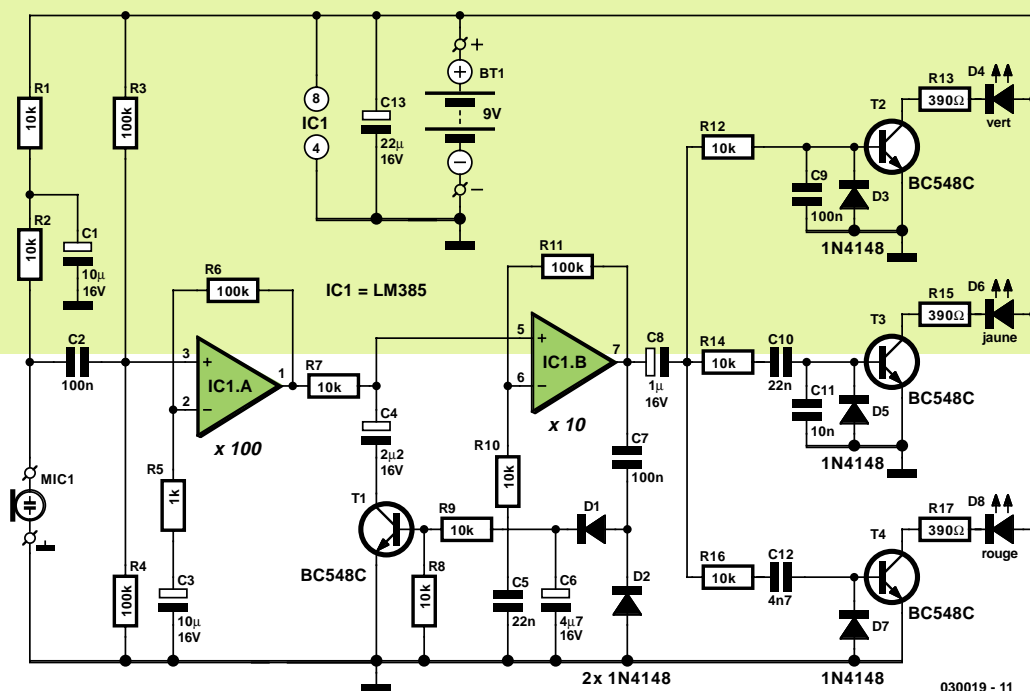 R1
10k
R3
100k
8
IC1
4
C13
22µ
16V
+
+
BT1
9V
−
−
R13
390Ω
D4
vert
T2
BC548C
R12
10k
C9
100n
D3
1N4148
R2
10k
C1
10µ
16V
R6
100k
IC1 = LM385
R11
100k
C2
100n
3
+
2
−
IC1.A
1
x 100
R7
10k
C4
2µ2
16V
5
+
6
−
IC1.B
7
x 10
C8
1µ
16V
R14
10k
C10
22n
C11
10n
D5
1N4148
T3
BC548C
R15
390Ω
D6
jaune
MIC1
R5
1k
C3
10µ
16V
R4
100k
T1
BC548C
R9
10k
R8
10k
R10
10k
C5
22n
C6
4µ7
16V
D1
C7
100n
D2
2x 1N4148
R16
10k
C12
4n7
D7
1N4148
T4
BC548C
R17
390Ω
D8
rouge
030019 - 11